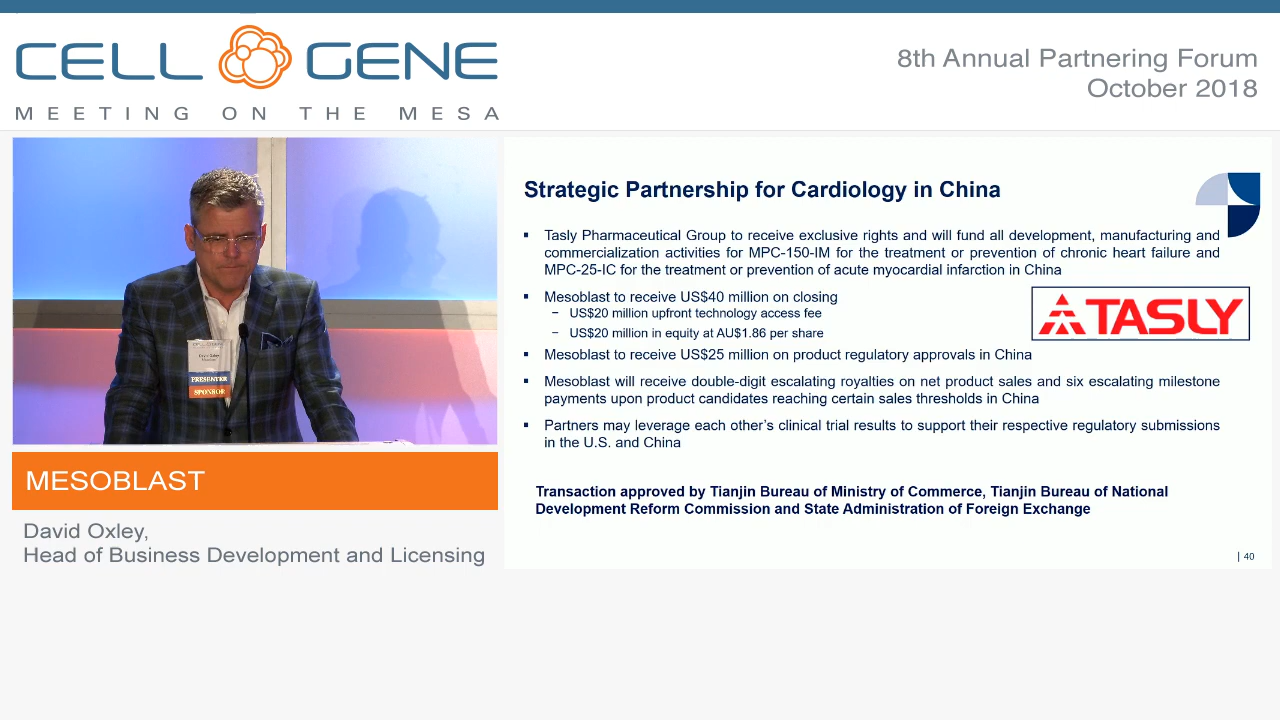 CELL GENE
MEETING ON THE MESA
8th Annual Partnering Forum
October 2018
PRESENTER
SPONSOR
MESOBLAST
David Oxley,
Head of Business Development and Licensing
Strategic Partnership for Cardiology in China
▪ Tasly Pharmaceutical Group to receive exclusive rights and will fund all development, manufacturing and
commercialization activities for MPC-150-IM for the treatment or prevention of chronic heart failure and
MPC-25-IC for the treatment or prevention of acute myocardial infarction in China
▪ Mesoblast to receive US$40 million on closing
− US$20 million upfront technology access fee
− US$20 million in equity at AU$1.86 per share
TASLY
▪ Mesoblast to receive US$25 million on product regulatory approvals in China
▪ Mesoblast will receive double-digit escalating royalties on net product sales and six escalating milestone
payments upon product candidates reaching certain sales thresholds in China
▪ Partners may leverage each other’s clinical trial results to support their respective regulatory submissions
in the U.S. and China
Transaction approved by Tianjin Bureau of Ministry of Commerce, Tianjin Bureau of National
Development Reform Commission and State Administration of Foreign Exchange
| 40